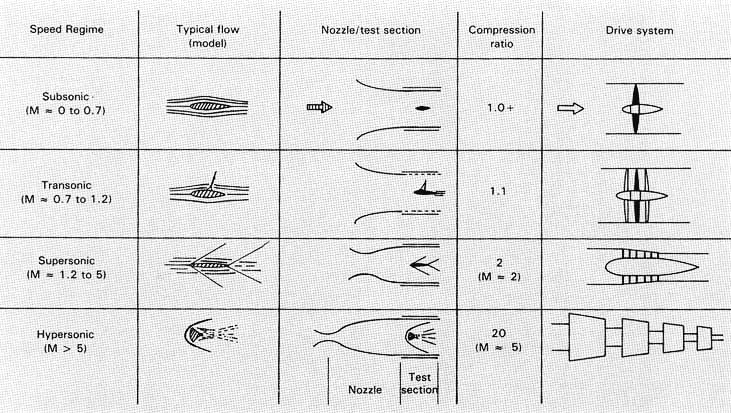 Speed Regime
Typical flow
(model)
Nozzle/test section
Compression
ratio
Drive system
Subsonic
(M ≈ 0 to 0.7)
1.0+
Transonic
(M ≈ 0.7 to 1.2)
1.1
Supersonic
(M ≈ 1.2 to 5)
2
(M ≈ 2)
Hypersonic
(M > 5)
20
(M ≈ 5)
Nozzle
Test
section